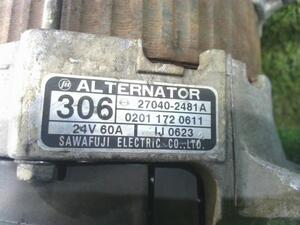 ALTERNATOR
306 27040-2481A
0201 172 0611
24V 60A IJ 0623
SAWAFUJI ELECTRIC CO., LTD.